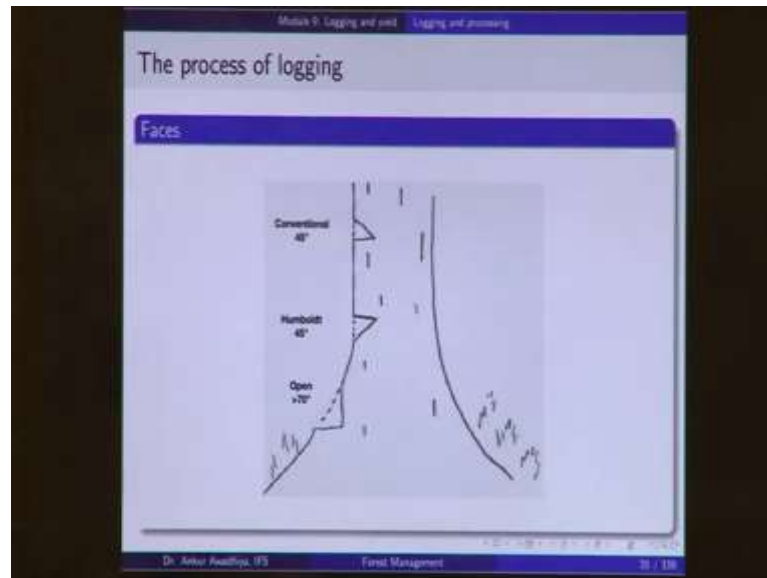 Module 9: Logging and yield Logging and processing
The process of logging
Faces
Conventional
45°
Humboldt
45°
Open
>70°
Dr. Ankur Awadhiya, IFS Forest Management